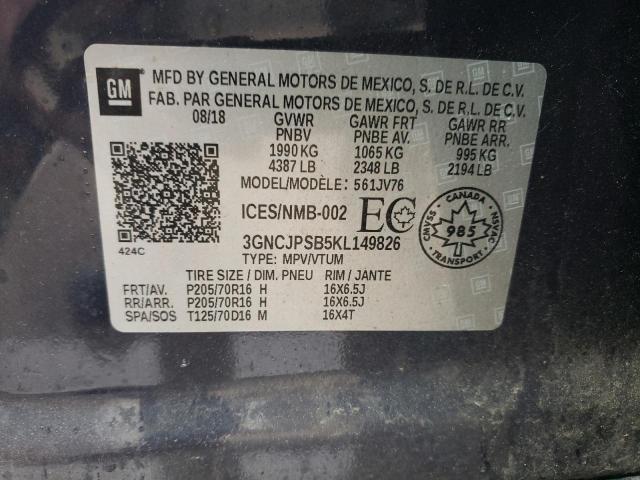 GM
MFD BY GENERAL MOTORS DE MEXICO, S. DE R.L. DE C.V.
FAB. PAR GENERAL MOTORS DE MEXICO, S. DE R.L. DE C.V.
08/18 GVWR GAWR FRT GAWR RR
PNBV PNBE AV. PNBE ARR.
1990 KG 1065 KG 995 KG
4387 LB 2348 LB 2194 LB
MODEL/MODÈLE: 561JV76
ICES/NMB-002 EC
CANADA
CMVSS 985 NSVAC
TRANSPORT
424C
3GNCJPSB5KL149826
TYPE: MPV/VTUM
TIRE SIZE / DIM. PNEU RIM / JANTE
FRT/AV. P205/70R16 H 16X6.5J
RR/ARR. P205/70R16 H 16X6.5J
SPA/SOS T125/70D16 M 16X4T